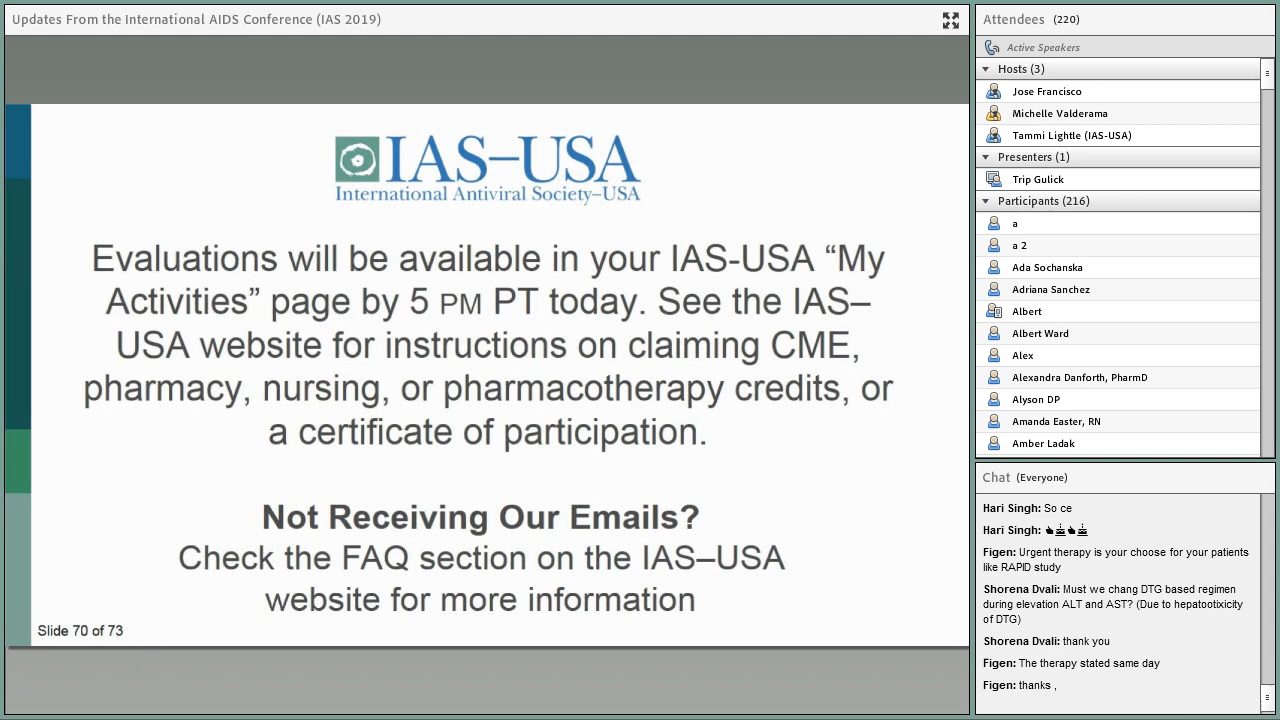 Updates From the International AIDS Conference (IAS 2019)
IAS–USA
International Antiviral Society–USA
Evaluations will be available in your IAS-USA “My
Activities” page by 5 PM PT today. See the IAS–
USA website for instructions on claiming CME,
pharmacy, nursing, or pharmacotherapy credits, or
a certificate of participation.
Not Receiving Our Emails?
Check the FAQ section on the IAS–USA
website for more information
Slide 70 of 73
Attendees (220)
Active Speakers
Hosts (3)
Jose Francisco
Michelle Valderama
Tammi Lightle (IAS-USA)
Presenters (1)
Trip Gulick
Participants (216)
a
a 2
Ada Sochanska
Adriana Sanchez
Albert
Albert Ward
Alex
Alexandra Danforth, PharmD
Alyson DP
Amanda Easter, RN
Amber Ladak
Chat (Everyone)
Hari Singh: So ce
Hari Singh:
Figen: Urgent therapy is your choose for your patients
like RAPID study
Shorena Dvali: Must we chang DTG based regimen
during elevation ALT and AST? (Due to hepatootixicity
of DTG)
Shorena Dvali: thank you
Figen: The therapy stated same day
Figen: thanks ,